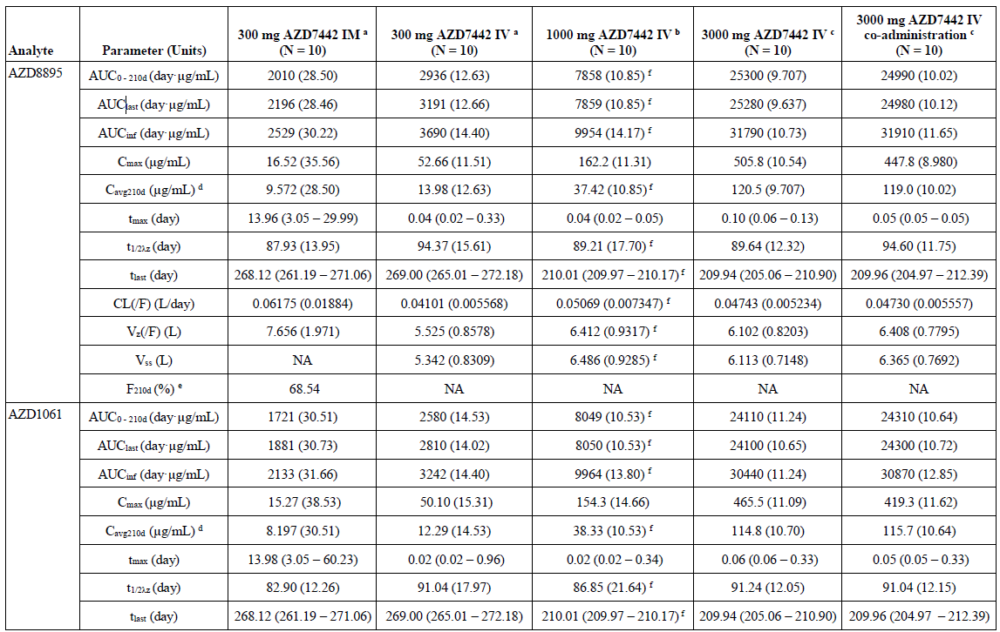 Analyte Parameter (Units) 300 mg AZD7442 IM a (N = 10) 300 mg AZD7442 IV a (N = 10) 1000 mg AZD7442 IV b (N = 10) 3000 mg AZD7442 IV c (N = 10) 3000 mg AZD7442 IV co-administration c (N = 10)
AZD8895 AUC0 - 210d (day·µg/mL) 2010 (28.50) 2936 (12.63) 7858 (10.85) f 25300 (9.707) 24990 (10.02)
AUClast (day·µg/mL) 2196 (28.46) 3191 (12.66) 7859 (10.85) f 25280 (9.637) 24980 (10.12)
AUCinf (day·µg/mL) 2529 (30.22) 3690 (14.40) 9954 (14.17) f 31790 (10.73) 31910 (11.65)
Cmax (µg/mL) 16.52 (35.56) 52.66 (11.51) 162.2 (11.31) 505.8 (10.54) 447.8 (8.980)
Cavg210d (µg/mL) d 9.572 (28.50) 13.98 (12.63) 37.42 (10.85) f 120.5 (9.707) 119.0 (10.02)
tmax (day) 13.96 (3.05 – 29.99) 0.04 (0.02 – 0.33) 0.04 (0.02 – 0.05) 0.10 (0.06 – 0.13) 0.05 (0.05 – 0.05)
t1/2λz (day) 87.93 (13.95) 94.37 (15.61) 89.21 (17.70) f 89.64 (12.32) 94.60 (11.75)
tlast (day) 268.12 (261.19 – 271.06) 269.00 (265.01 – 272.18) 210.01 (209.97 – 210.17) f 209.94 (205.06 – 210.90) 209.96 (204.97 – 212.39)
CL(/F) (L/day) 0.06175 (0.01884) 0.04101 (0.005568) 0.05069 (0.007347) f 0.04743 (0.005234) 0.04730 (0.005557)
Vz(/F) (L) 7.656 (1.971) 5.525 (0.8578) 6.412 (0.9317) f 6.102 (0.8203) 6.408 (0.7795)
Vss (L) NA 5.342 (0.8309) 6.486 (0.9285) f 6.113 (0.7148) 6.365 (0.7692)
F210d (%) e 68.54 NA NA NA NA
AZD1061 AUC0 - 210d (day·µg/mL) 1721 (30.51) 2580 (14.53) 8049 (10.53) f 24110 (11.24) 24310 (10.64)
AUClast (day·µg/mL) 1881 (30.73) 2810 (14.02) 8050 (10.53) f 24100 (10.65) 24300 (10.72)
AUCinf (day·µg/mL) 2133 (31.66) 3242 (14.40) 9964 (13.80) f 30440 (11.24) 30870 (12.85)
Cmax (µg/mL) 15.27 (38.53) 50.10 (15.31) 154.3 (14.66) 465.5 (11.09) 419.3 (11.62)
Cavg210d (µg/mL) d 8.197 (30.51) 12.29 (14.53) 38.33 (10.53) f 114.8 (10.70) 115.7 (10.64)
tmax (day) 13.98 (3.05 – 60.23) 0.02 (0.02 – 0.96) 0.02 (0.02 – 0.34) 0.06 (0.06 – 0.33) 0.05 (0.05 – 0.33)
t1/2λz (day) 82.90 (12.26) 91.04 (17.97) 86.85 (21.64) f 91.24 (12.05) 91.04 (12.15)
tlast (day) 268.12 (261.19 – 271.06) 269.00 (265.01 – 272.18) 210.01 (209.97 – 210.17) f 209.94 (205.06 – 210.90) 209.96 (204.97 – 212.39)